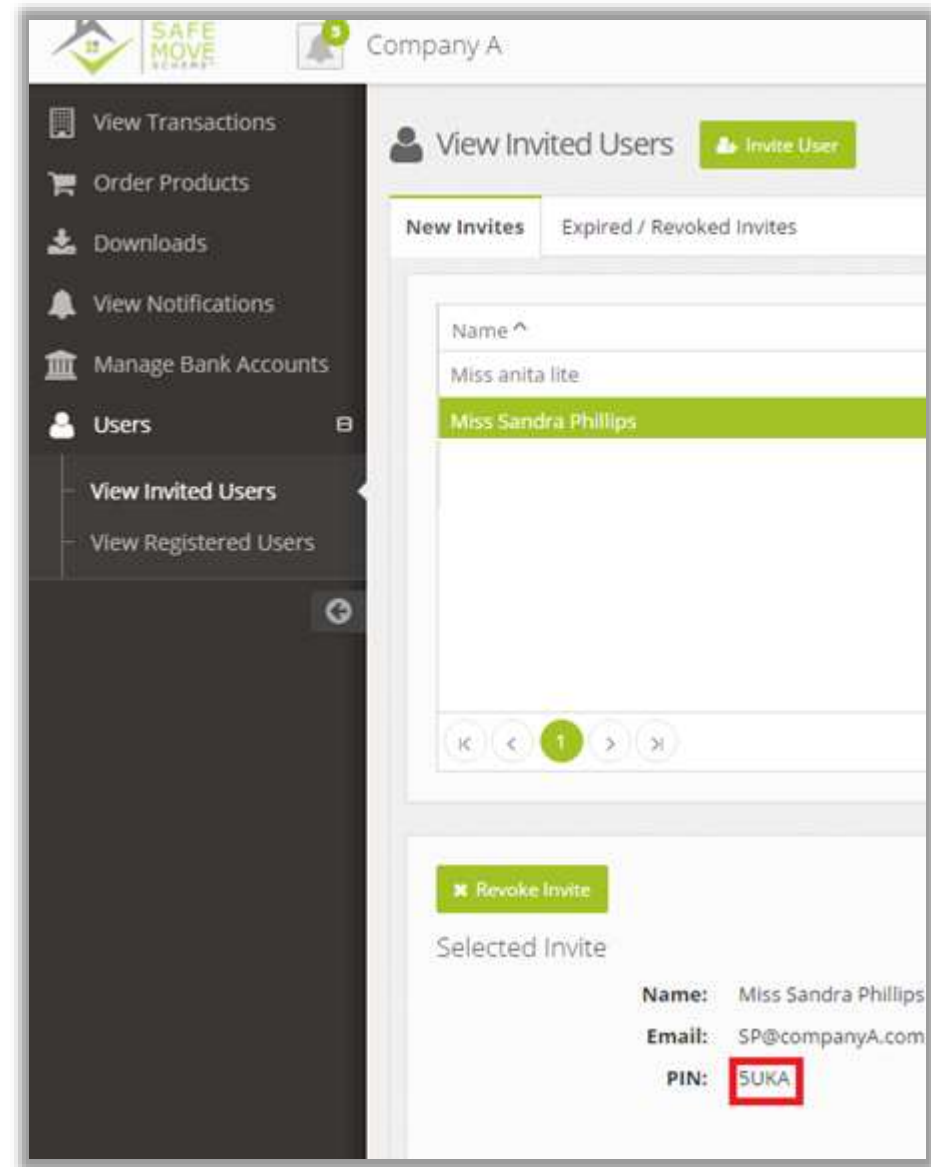 SAFE
MOVE
SCHEME
Company A
View Transactions
Order Products
Downloads
View Notifications
Manage Bank Accounts
Users
View Invited Users
View Registered Users
View Invited Users
Invite User
New Invites
Expired / Revoked Invites
Name
Miss anita lite
Miss Sandra Phillips
1
Revoke Invite
Selected Invite
Name: Miss Sandra Phillips
Email: SP@companyA.com
PIN: 5UKA